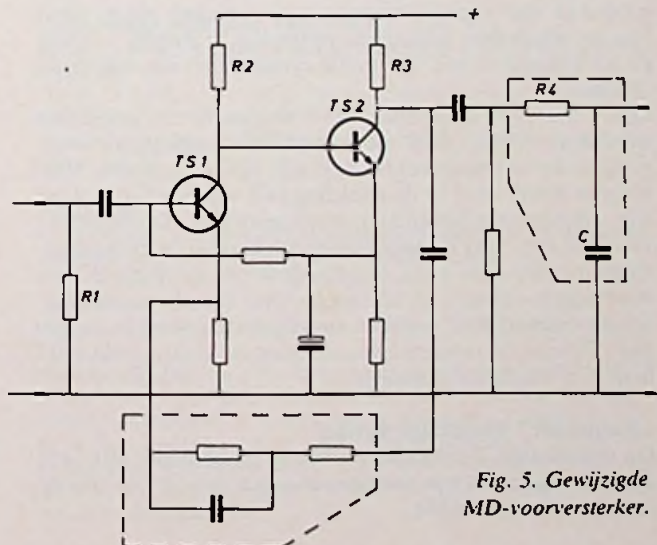 +
R2
R3
R4
TS2
TS1
C
R1
Fig. 5. Gewijzigde
MD-voorversterker.